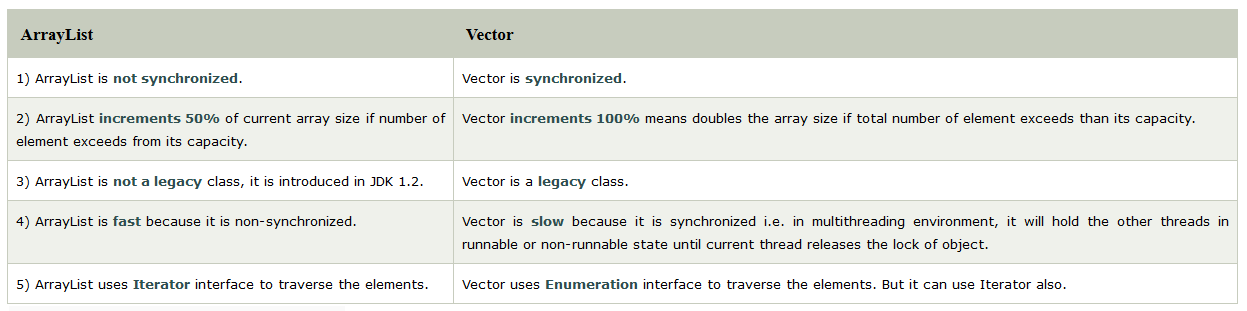 ArrayList
Vector
1) ArrayList is not synchronized.
Vector is synchronized.
2) ArrayList increments 50% of current array size if number of
element exceeds from its capacity.
Vector increments 100% means doubles the array size if total number of element exceeds than its capacity.
3) ArrayList is not a legacy class, it is introduced in JDK 1.2.
Vector is a legacy class.
4) ArrayList is fast because it is non-synchronized.
Vector is slow because it is synchronized i.e. in multithreading environment, it will hold the other threads in
runnable or non-runnable state until current thread releases the lock of object.
5) ArrayList uses Iterator interface to traverse the elements.
Vector uses Enumeration interface to traverse the elements. But it can use Iterator also.